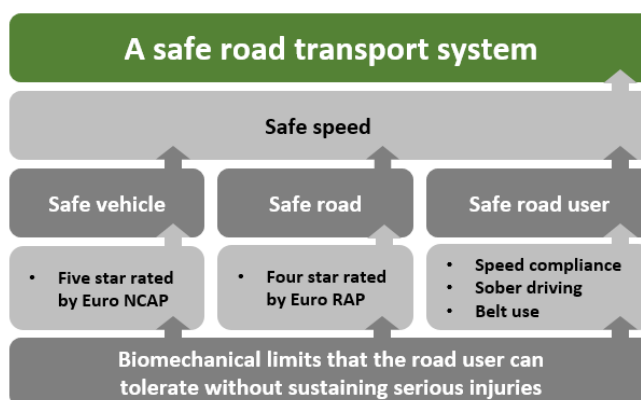 A safe road transport system
Safe speed
Safe vehicle
Safe road
Safe road user
• Five star rated
by Euro NCAP
• Four star rated
by Euro RAP
• Speed compliance
• Sober driving
• Belt use
Biomechanical limits that the road user can
tolerate without sustaining serious injuries